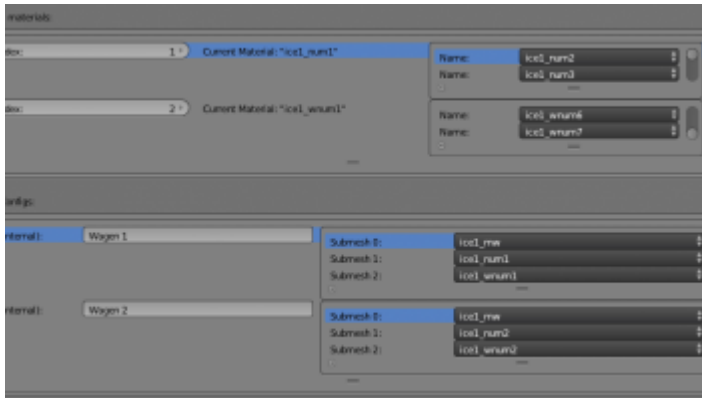 materials:
dex: 1 Current Material: "ice1_num1" Name: ice1_num2
Name: ice1_num3
dex: 2 Current Material: "ice1_wnum1" Name: ice1_wnum6
Name: ice1_wnum7
onfigs:
nternal): Wagen 1 Submesh 0: ice1_mw
Submesh 1: ice1_num1
Submesh 2: ice1_wnum1
nternal): Wagen 2 Submesh 0: ice1_mw
Submesh 1: ice1_num2
Submesh 2: ice1_wnum2